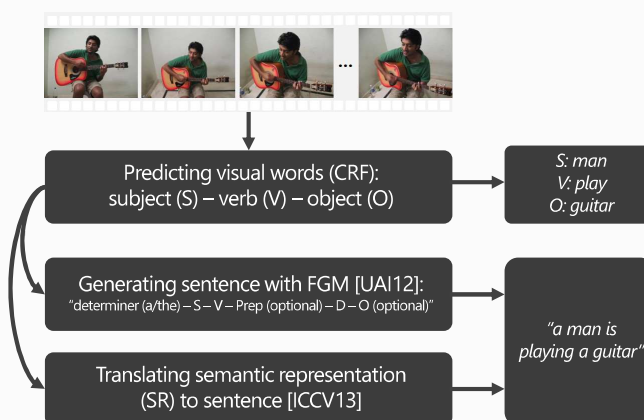 ...
Predicting visual words (CRF):
subject (S) – verb (V) – object (O)
S: man
V: play
O: guitar
Generating sentence with FGM [UAI12]:
“determiner (a/the) – S – V – Prep (optional) – D – O (optional)”
Translating semantic representation
(SR) to sentence [ICCV13]
“a man is
playing a guitar”